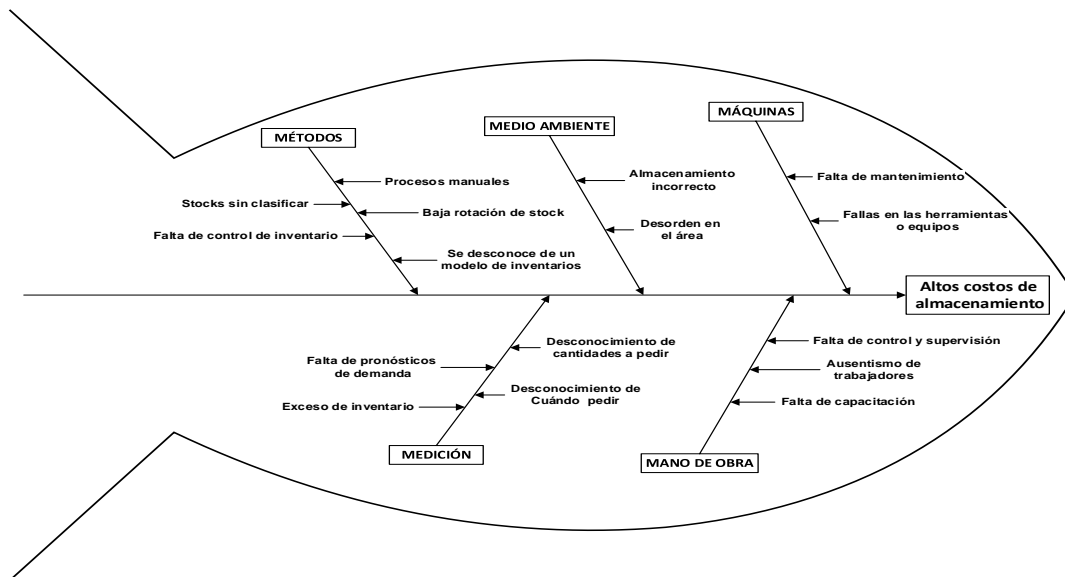 MÉTODOS
Procesos manuales
Stocks sin clasificar
Baja rotación de stock
Falta de control de inventario
Se desconoce de un
modelo de inventarios
MEDIO AMBIENTE
Almacenamiento
incorrecto
Desorden en
el área
MÁQUINAS
Falta de mantenimiento
Fallas en las herramientas
o equipos
Altos costos de
almacenamiento
Desconocimiento de
cantidades a pedir
Falta de pronósticos
de demanda
Desconocimiento de
Cuándo pedir
Exceso de inventario
MEDICIÓN
Falta de control y supervisión
Ausentismo de
trabajadores
Falta de capacitación
MANO DE OBRA